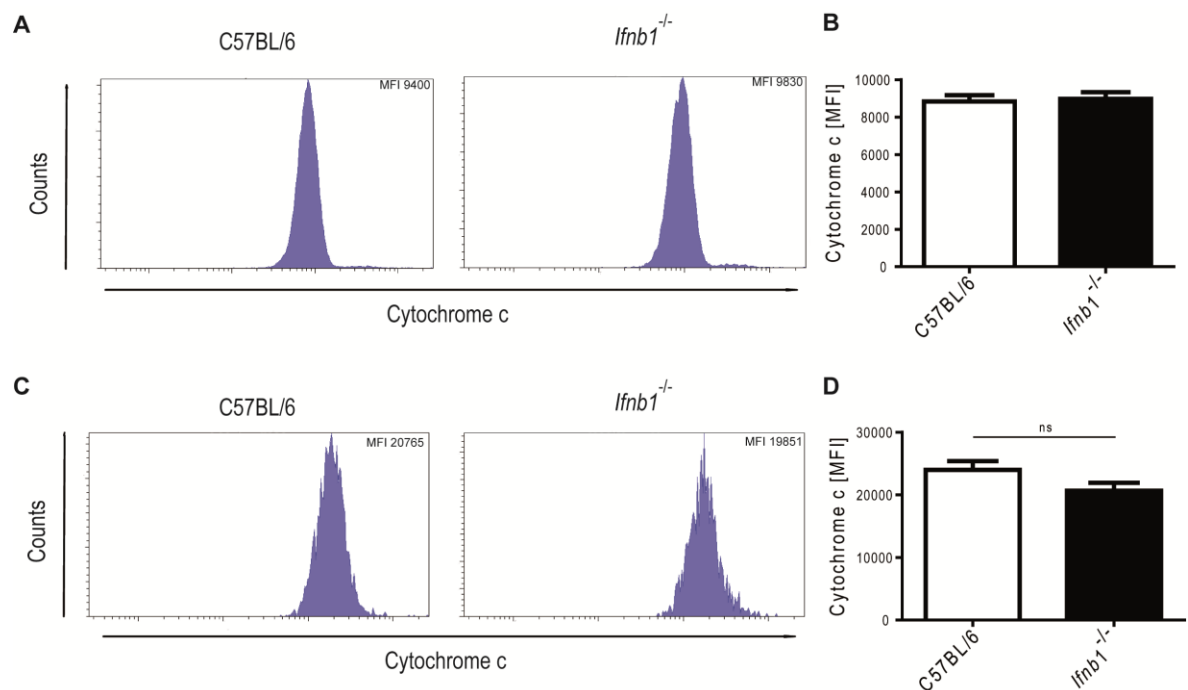 A
C57BL/6
Ifnb1-/-
B
MFI 9400
MFI 9830
Counts
Cytochrome c
Cytochrome c [MFI]
10000
8000
6000
4000
2000
0
C57BL/6
Ifnb1-/-
C
C57BL/6
Ifnb1-/-
D
MFI 20765
MFI 19851
Counts
Cytochrome c
Cytochrome c [MFI]
30000
20000
10000
0
ns
C57BL/6
Ifnb1-/-